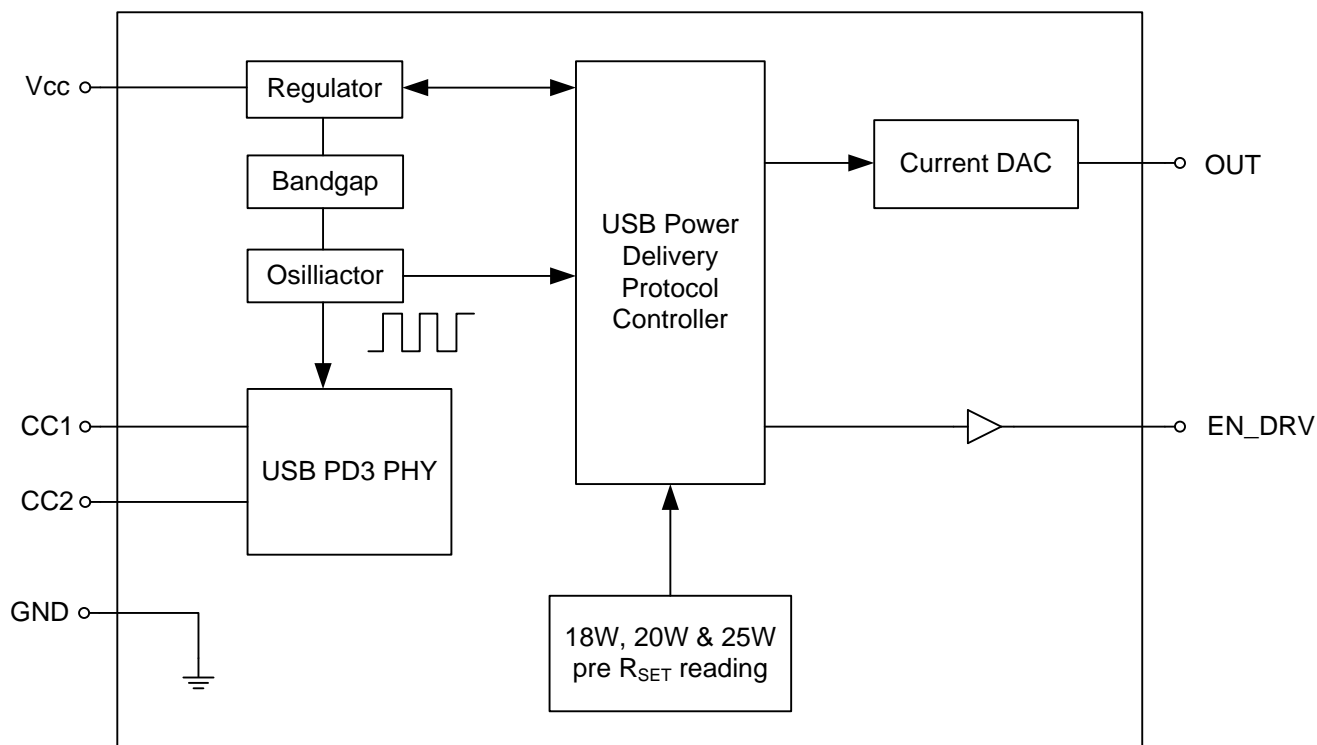 Vcc
Regulator
Bandgap
Osilliactor
CC1
CC2
USB PD3 PHY
GND
USB Power
Delivery
Protocol
Controller
Current DAC
OUT
EN_DRV
18W, 20W & 25W
pre RSET reading